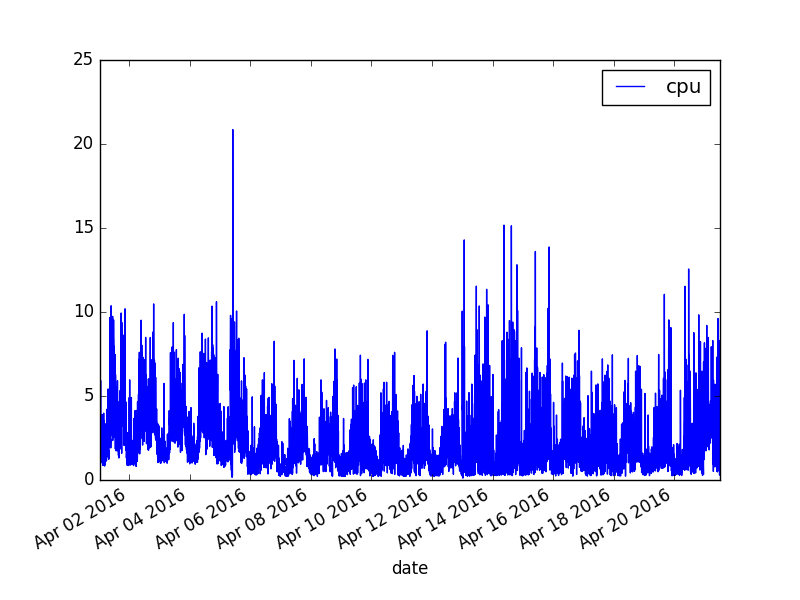 25
cpu
20
15
10
5
0
Apr 02 2016
Apr 04 2016
Apr 06 2016
Apr 08 2016
Apr 10 2016
Apr 12 2016
Apr 14 2016
Apr 16 2016
Apr 18 2016
Apr 20 2016
date